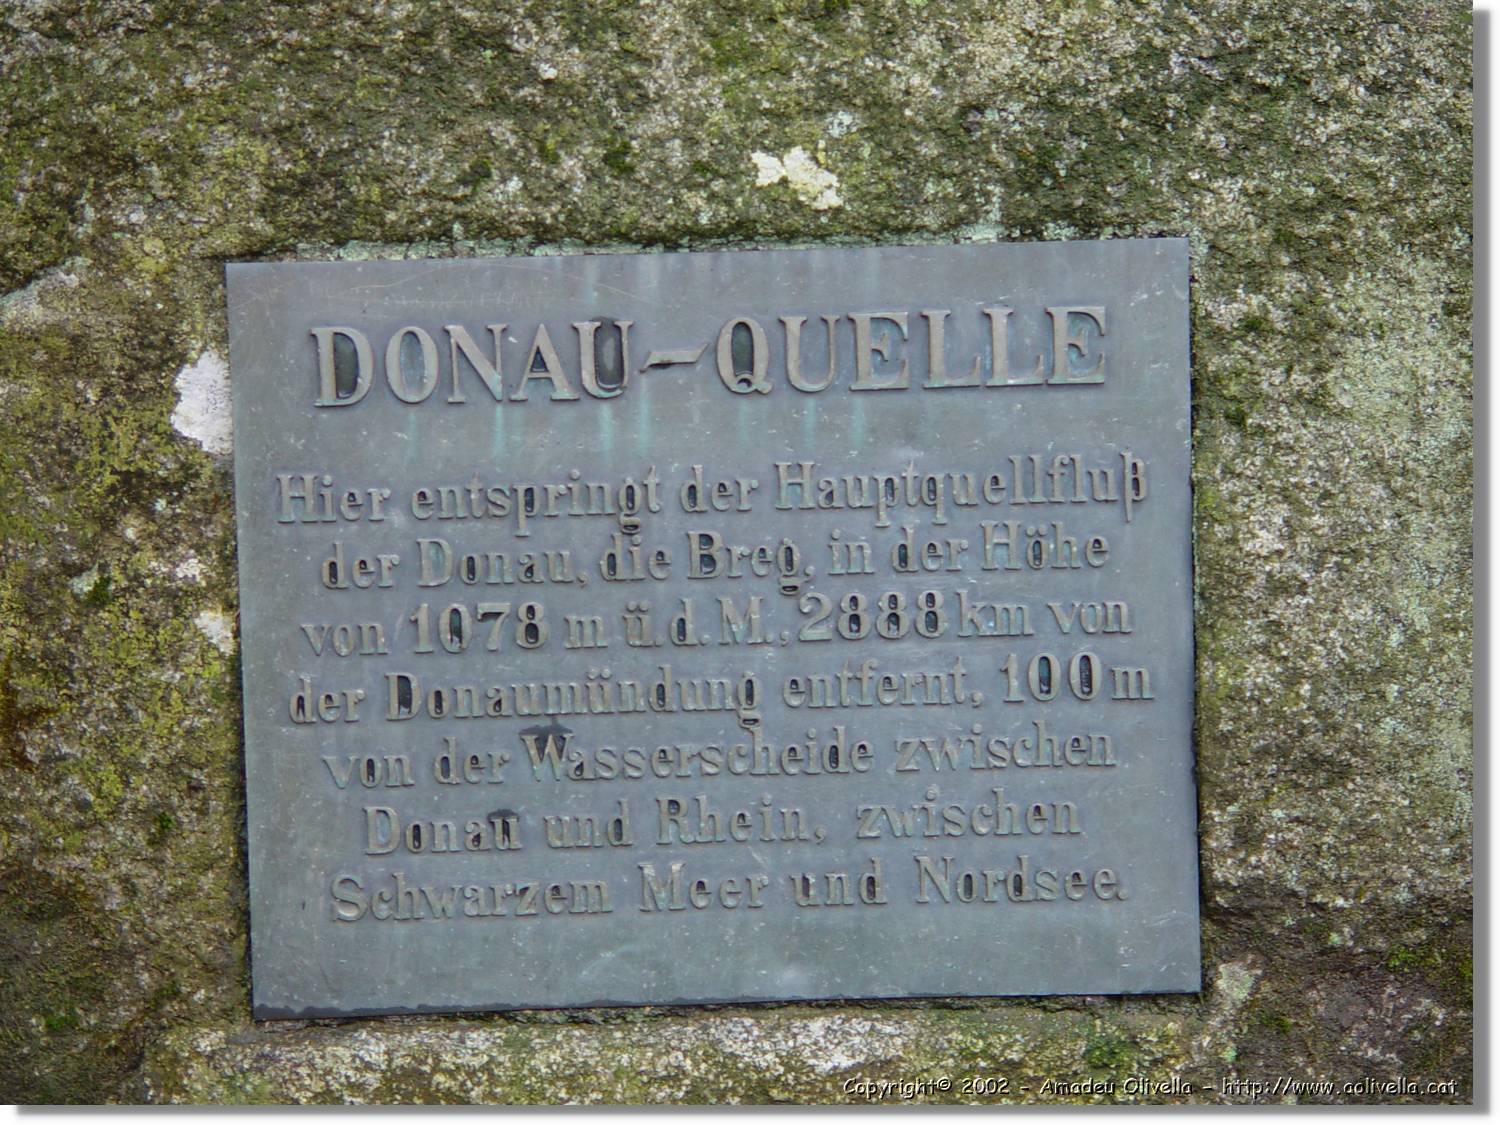 DONAU-QUELLE
Hier entspringt der Hauptquellfluß
der Donau, die Breg, in der Höhe
von 1078 m ü.d.M., 2888 km von
der Donaumündung entfernt, 100 m
von der Wasserscheide zwischen
Donau und Rhein, zwischen
Schwarzem Meer und Nordsee.
Copyright© 2002 - Amadeu Olivella - http://www.aolivella.cat